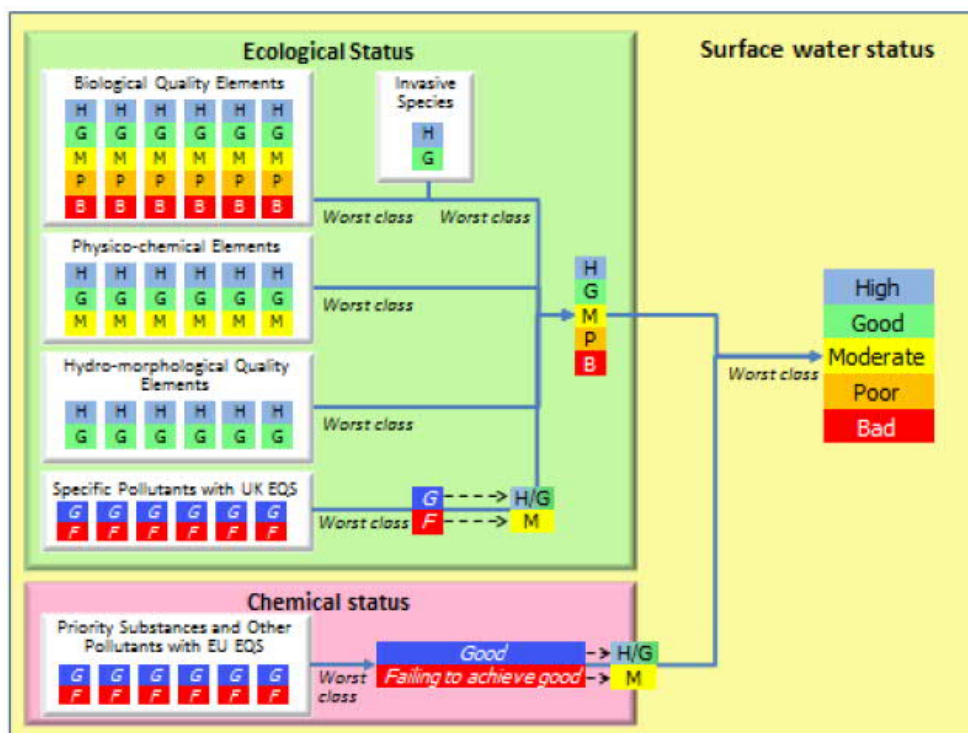 Ecological Status
Surface water status
Biological Quality Elements
H H H H H H
G G G G G G
M M M M M M
P P P P P P
B B B B B B
Invasive
Species
H
G
Worst class
Worst class
Physico-chemical Elements
H H H H H H
G G G G G G
M M M M M M
Worst class
Hydro-morphological Quality
Elements
H H H H H H
G G G G G G
Worst class
Specific Pollutants with UK EQS
G G G G G G
F F F F F F
Worst class
G
F
H/G
M
H
G
M
P
B
Worst class
High
Good
Moderate
Poor
Bad
Chemical status
Priority Substances and Other
Pollutants with EU EQS
G G G G G G
F F F F F F
Worst
class
Good
Failing to achieve good
H/G
M